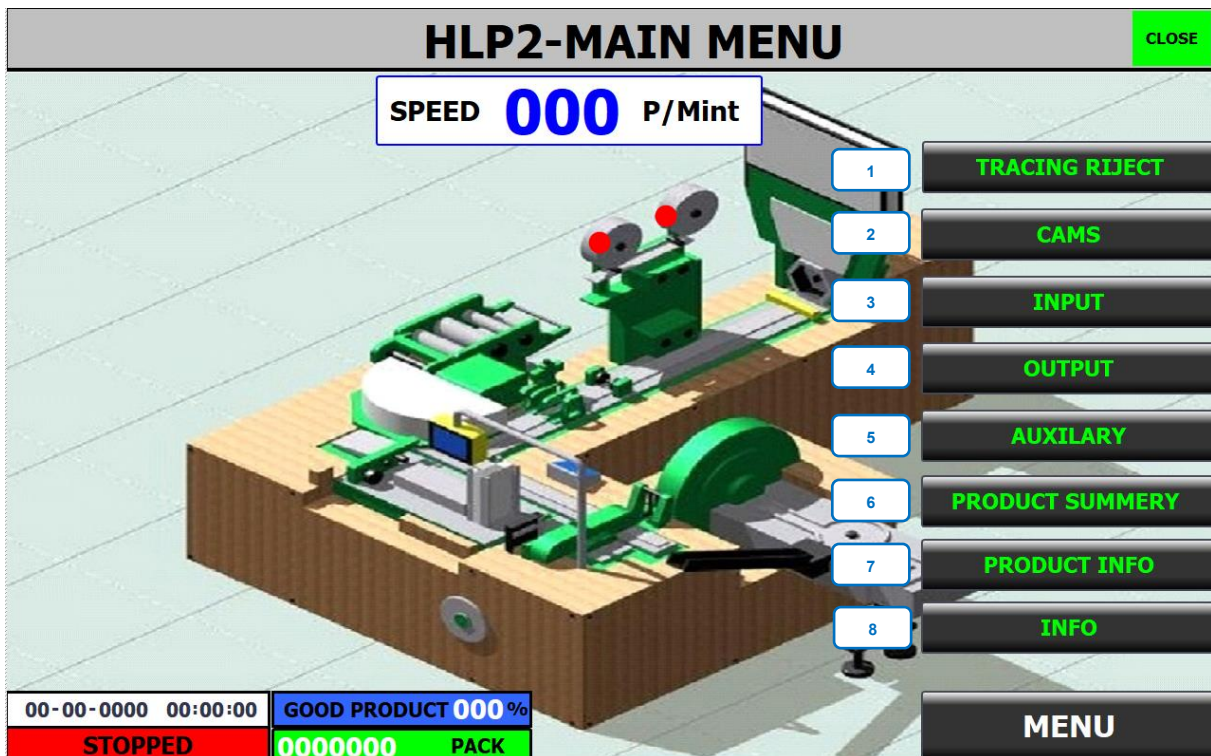 HLP2-MAIN MENU
CLOSE
SPEED 000 P/Mint
1 TRACING RIJECT
2 CAMS
3 INPUT
4 OUTPUT
5 AUXILARY
6 PRODUCT SUMMERY
7 PRODUCT INFO
8 INFO
00-00-0000 00:00:00 GOOD PRODUCT 000 %
STOPPED 0000000 PACK
MENU